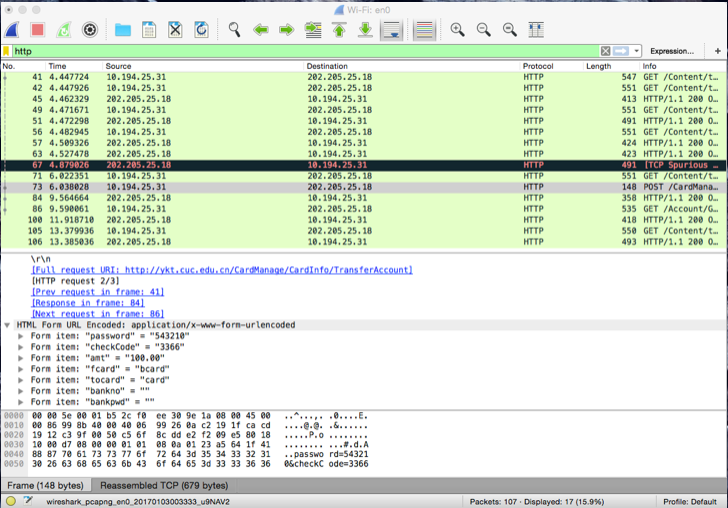 Wi-Fi: en0
http
Expression...
+
No. Time Source Destination Protocol Length Info
41 4.447724 10.194.25.31 202.205.25.18 HTTP 547 GET /Content/t…
42 4.447926 10.194.25.31 202.205.25.18 HTTP 551 GET /Content/t…
45 4.462329 202.205.25.18 10.194.25.31 HTTP 413 HTTP/1.1 200 O…
49 4.471671 10.194.25.31 202.205.25.18 HTTP 551 GET /Content/t…
51 4.472298 202.205.25.18 10.194.25.31 HTTP 491 HTTP/1.1 200 O…
56 4.482945 10.194.25.31 202.205.25.18 HTTP 551 GET /Content/t…
57 4.509326 202.205.25.18 10.194.25.31 HTTP 424 HTTP/1.1 200 O…
63 4.527478 202.205.25.18 10.194.25.31 HTTP 423 HTTP/1.1 200 O…
67 4.879026 202.205.25.18 10.194.25.31 HTTP 491 [TCP Spurious …
71 6.022351 10.194.25.31 202.205.25.18 HTTP 551 GET /Content/t…
73 6.038028 10.194.25.31 202.205.25.18 HTTP 148 POST /CardMana…
84 9.564664 202.205.25.18 10.194.25.31 HTTP 358 HTTP/1.1 200 O…
86 9.590061 10.194.25.31 202.205.25.18 HTTP 535 GET /Account/G…
100 11.918710 202.205.25.18 10.194.25.31 HTTP 418 HTTP/1.1 200 O…
105 13.379936 10.194.25.31 202.205.25.18 HTTP 550 GET /Content/t…
106 13.385036 202.205.25.18 10.194.25.31 HTTP 493 HTTP/1.1 200 O…
\r\n
[Full request URI: http://ykt.cuc.edu.cn/CardManage/CardInfo/TransferAccount]
[HTTP request 2/3]
[Prev request in frame: 41]
[Response in frame: 84]
[Next request in frame: 86]
HTML Form URL Encoded: application/x-www-form-urlencoded
Form item: "password" = "543210"
Form item: "checkCode" = "3366"
Form item: "amt" = "100.00"
Form item: "fcard" = "bcard"
Form item: "tocard" = "card"
Form item: "bankno" = ""
Form item: "bankpwd" = ""
0000 00 00 5e 00 01 b5 2c f0 ee 30 9e 1a 08 00 45 00 ..^...,. .0....E.
0010 00 86 99 8b 40 00 40 06 99 26 0a c2 19 1f ca cd ....@.@. .&......
0020 19 12 c3 9f 00 50 c5 6f 8c dd e2 f2 09 e5 80 18 .....P.o ........
0030 10 00 d7 08 00 00 01 01 08 0a 01 23 a5 64 1f 41 ........ ...#.d.A
0040 88 87 70 61 73 73 77 6f 72 64 3d 35 34 33 32 31 ..passwo rd=54321
0050 30 26 63 68 65 63 6b 43 6f 64 65 3d 33 33 36 36 0&checkC ode=3366
Frame (148 bytes) Reassembled TCP (679 bytes)
wireshark_pcapng_en0_20170103003333_u9NAV2 Packets: 107 · Displayed: 17 (15.9%) Profile: Default